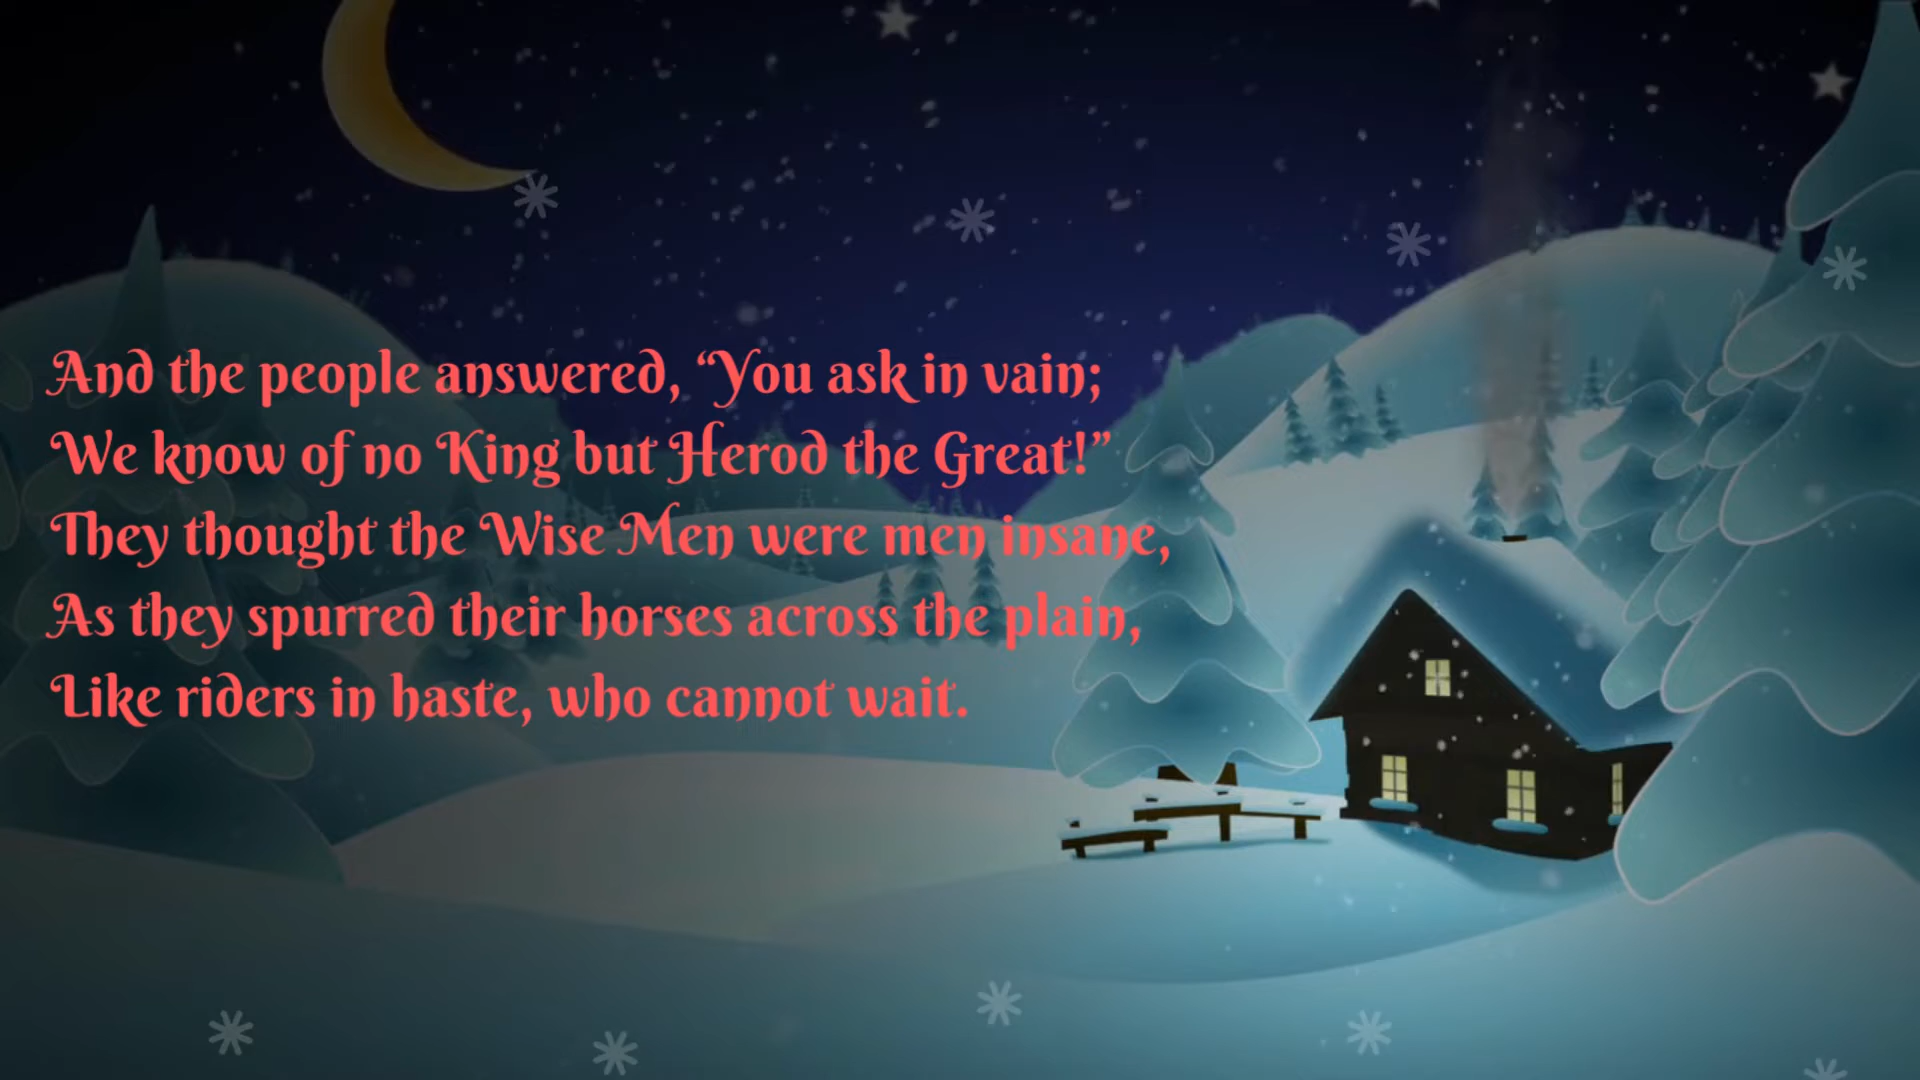 And the people answered, “You ask in vain;
We know of no King but Herod the Great!”
They thought the Wise Men were men insane,
As they spurred their horses across the plain,
Like riders in haste, who cannot wait.